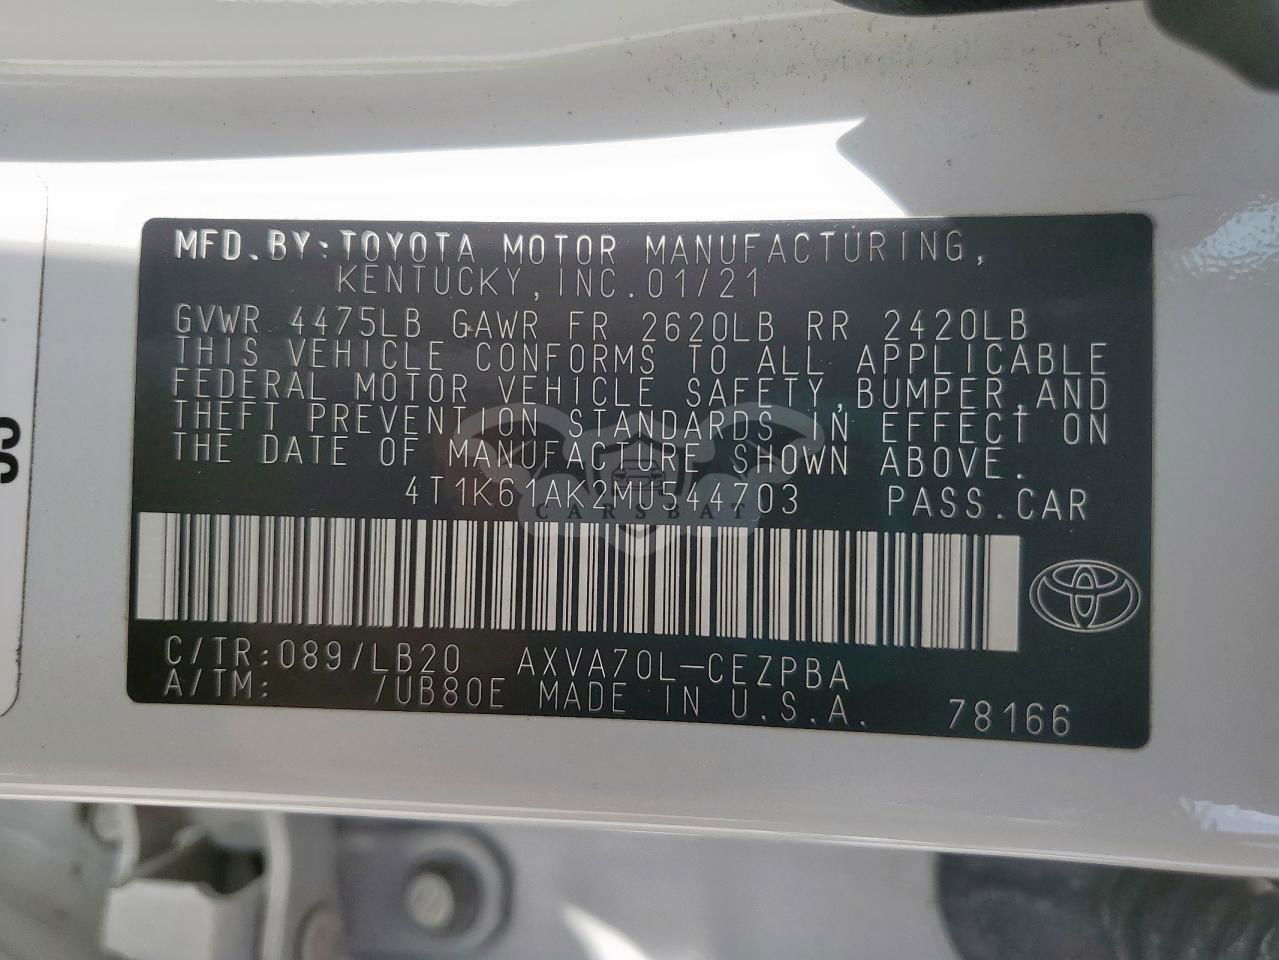 MFD.BY:TOYOTA MOTOR MANUFACTURING,
KENTUCKY, INC. 01/21
GVWR 4475LB GAWR FR 2620LB RR 2420LB
THIS VEHICLE CONFORMS TO ALL APPLICABLE
FEDERAL MOTOR VEHICLE SAFETY,BUMPER,AND
THEFT PREVENTION STANDARDS IN EFFECT ON
THE DATE OF MANUFACTURE SHOWN ABOVE.
4T1K61AK2MU544703 PASS.CAR
CARSBAT
C/TR:089/LB20 AXVA70L-CEZPBA
A/TM: /UB80E MADE IN U.S.A. 78166